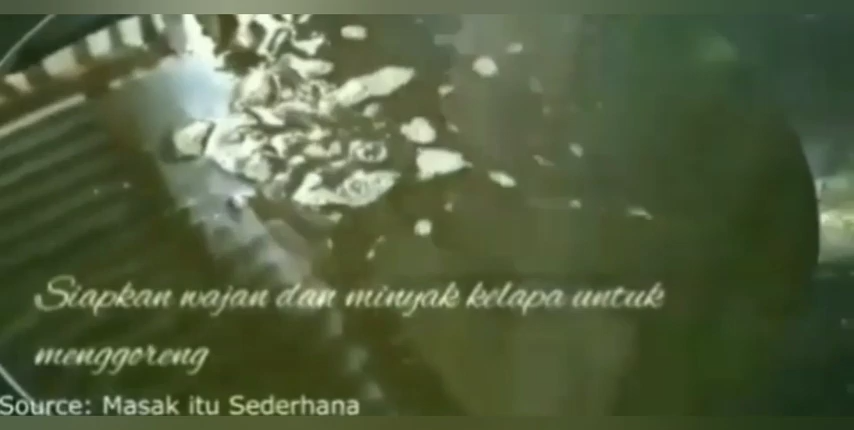 Siapkan wajan dan minyak kelapa untuk
menggoreng
Source: Masak itu Sederhana